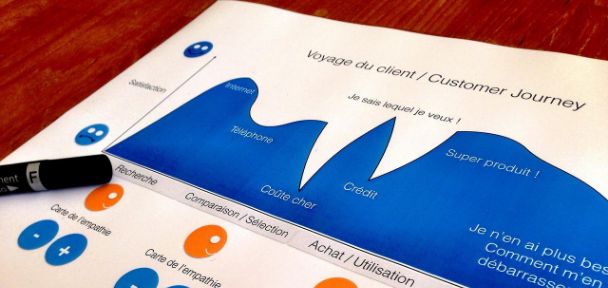 Voyage du client / Customer Journey
Satisfaction
Je sais lequel je veux !
Internet
Téléphone
Super produit !
Coûte cher
Crédit
Je n'en ai plus bes
Comment m'en
débarrasse
Recherche
Comparaison / Sélection
Achat / Utilisation
F
Carte de l'empathie
Carte de l'empathie